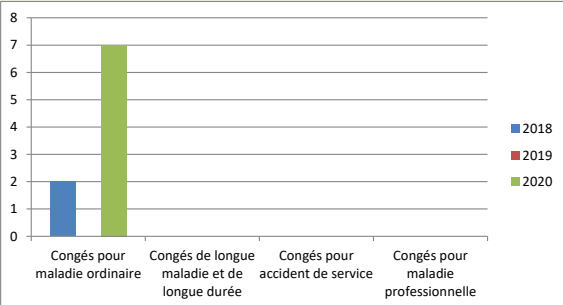 8
7
6
5
4
3
2
1
0
Congés pour
maladie ordinaire
Congés de longue
maladie et de
longue durée
Congés pour
accident de service
Congés pour
maladie
professionnelle
2018
2019
2020